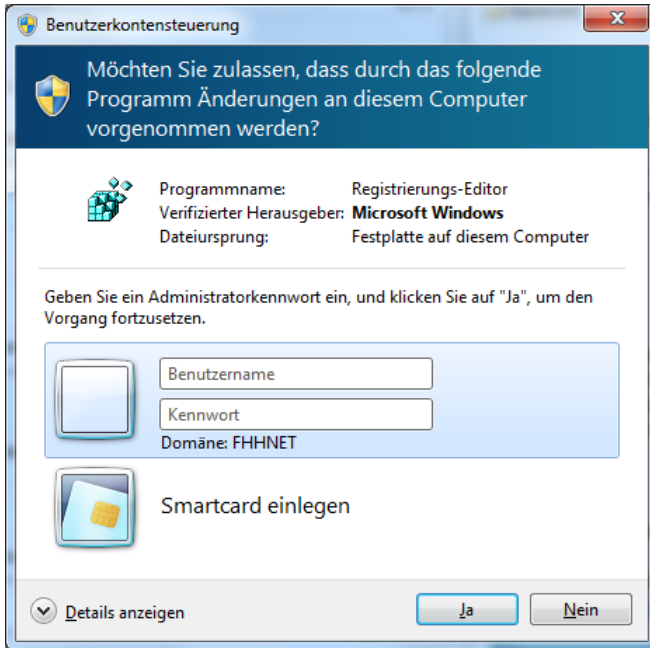 Benutzerkontensteuerung
Möchten Sie zulassen, dass durch das folgende
Programm Änderungen an diesem Computer
vorgenommen werden?
Programmname: Registrierungs-Editor
Verifizierter Herausgeber: Microsoft Windows
Dateiursprung: Festplatte auf diesem Computer
Geben Sie ein Administratorkennwort ein, und klicken Sie auf "Ja", um den
Vorgang fortzusetzen.
Benutzername
Kennwort
Domäne: FHHNET
Smartcard einlegen
Details anzeigen Ja Nein